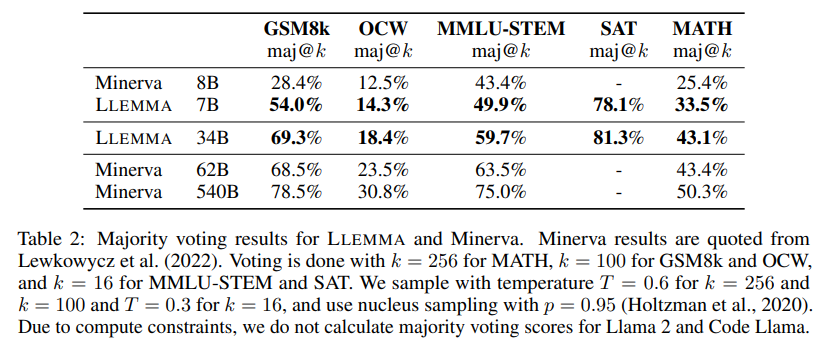 GSM8k OCW MMLU-STEM SAT MATH
maj@k maj@k maj@k maj@k maj@k
Minerva 8B 28.4% 12.5% 43.4% - 25.4%
LLEMMA 7B 54.0% 14.3% 49.9% 78.1% 33.5%
LLEMMA 34B 69.3% 18.4% 59.7% 81.3% 43.1%
Minerva 62B 68.5% 23.5% 63.5% - 43.4%
Minerva 540B 78.5% 30.8% 75.0% - 50.3%
Table 2: Majority voting results for LLEMMA and Minerva. Minerva results are quoted from
Lewkowycz et al. (2022). Voting is done with k = 256 for MATH, k = 100 for GSM8k and OCW,
and k = 16 for MMLU-STEM and SAT. We sample with temperature T = 0.6 for k = 256 and
k = 100 and T = 0.3 for k = 16, and use nucleus sampling with p = 0.95 (Holtzman et al., 2020).
Due to compute constraints, we do not calculate majority voting scores for Llama 2 and Code Llama.